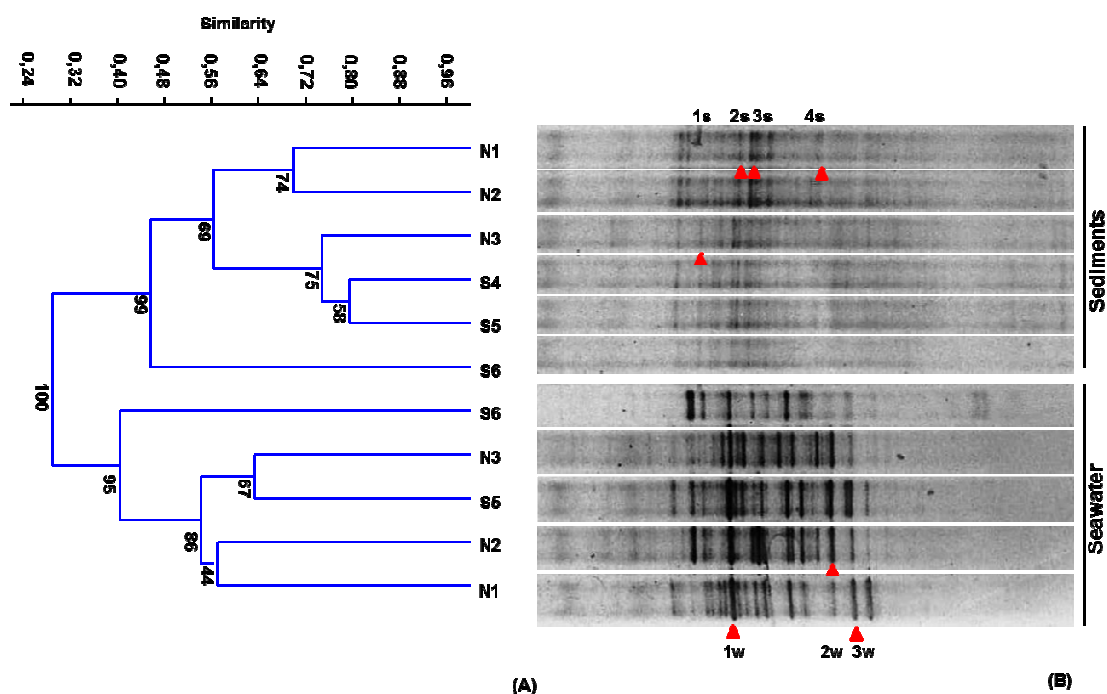 Similarity
0,24 0,32 0,40 0,48 0,56 0,64 0,72 0,80 0,88 0,96
1s 2s 3s 4s
N1
74
N2
69
N3
75
S4
58
S5
99
S6
100
S6
95
N3
67
S5
86
N2
44
N1
Sediments
Seawater
1w 2w 3w
(A) (B)